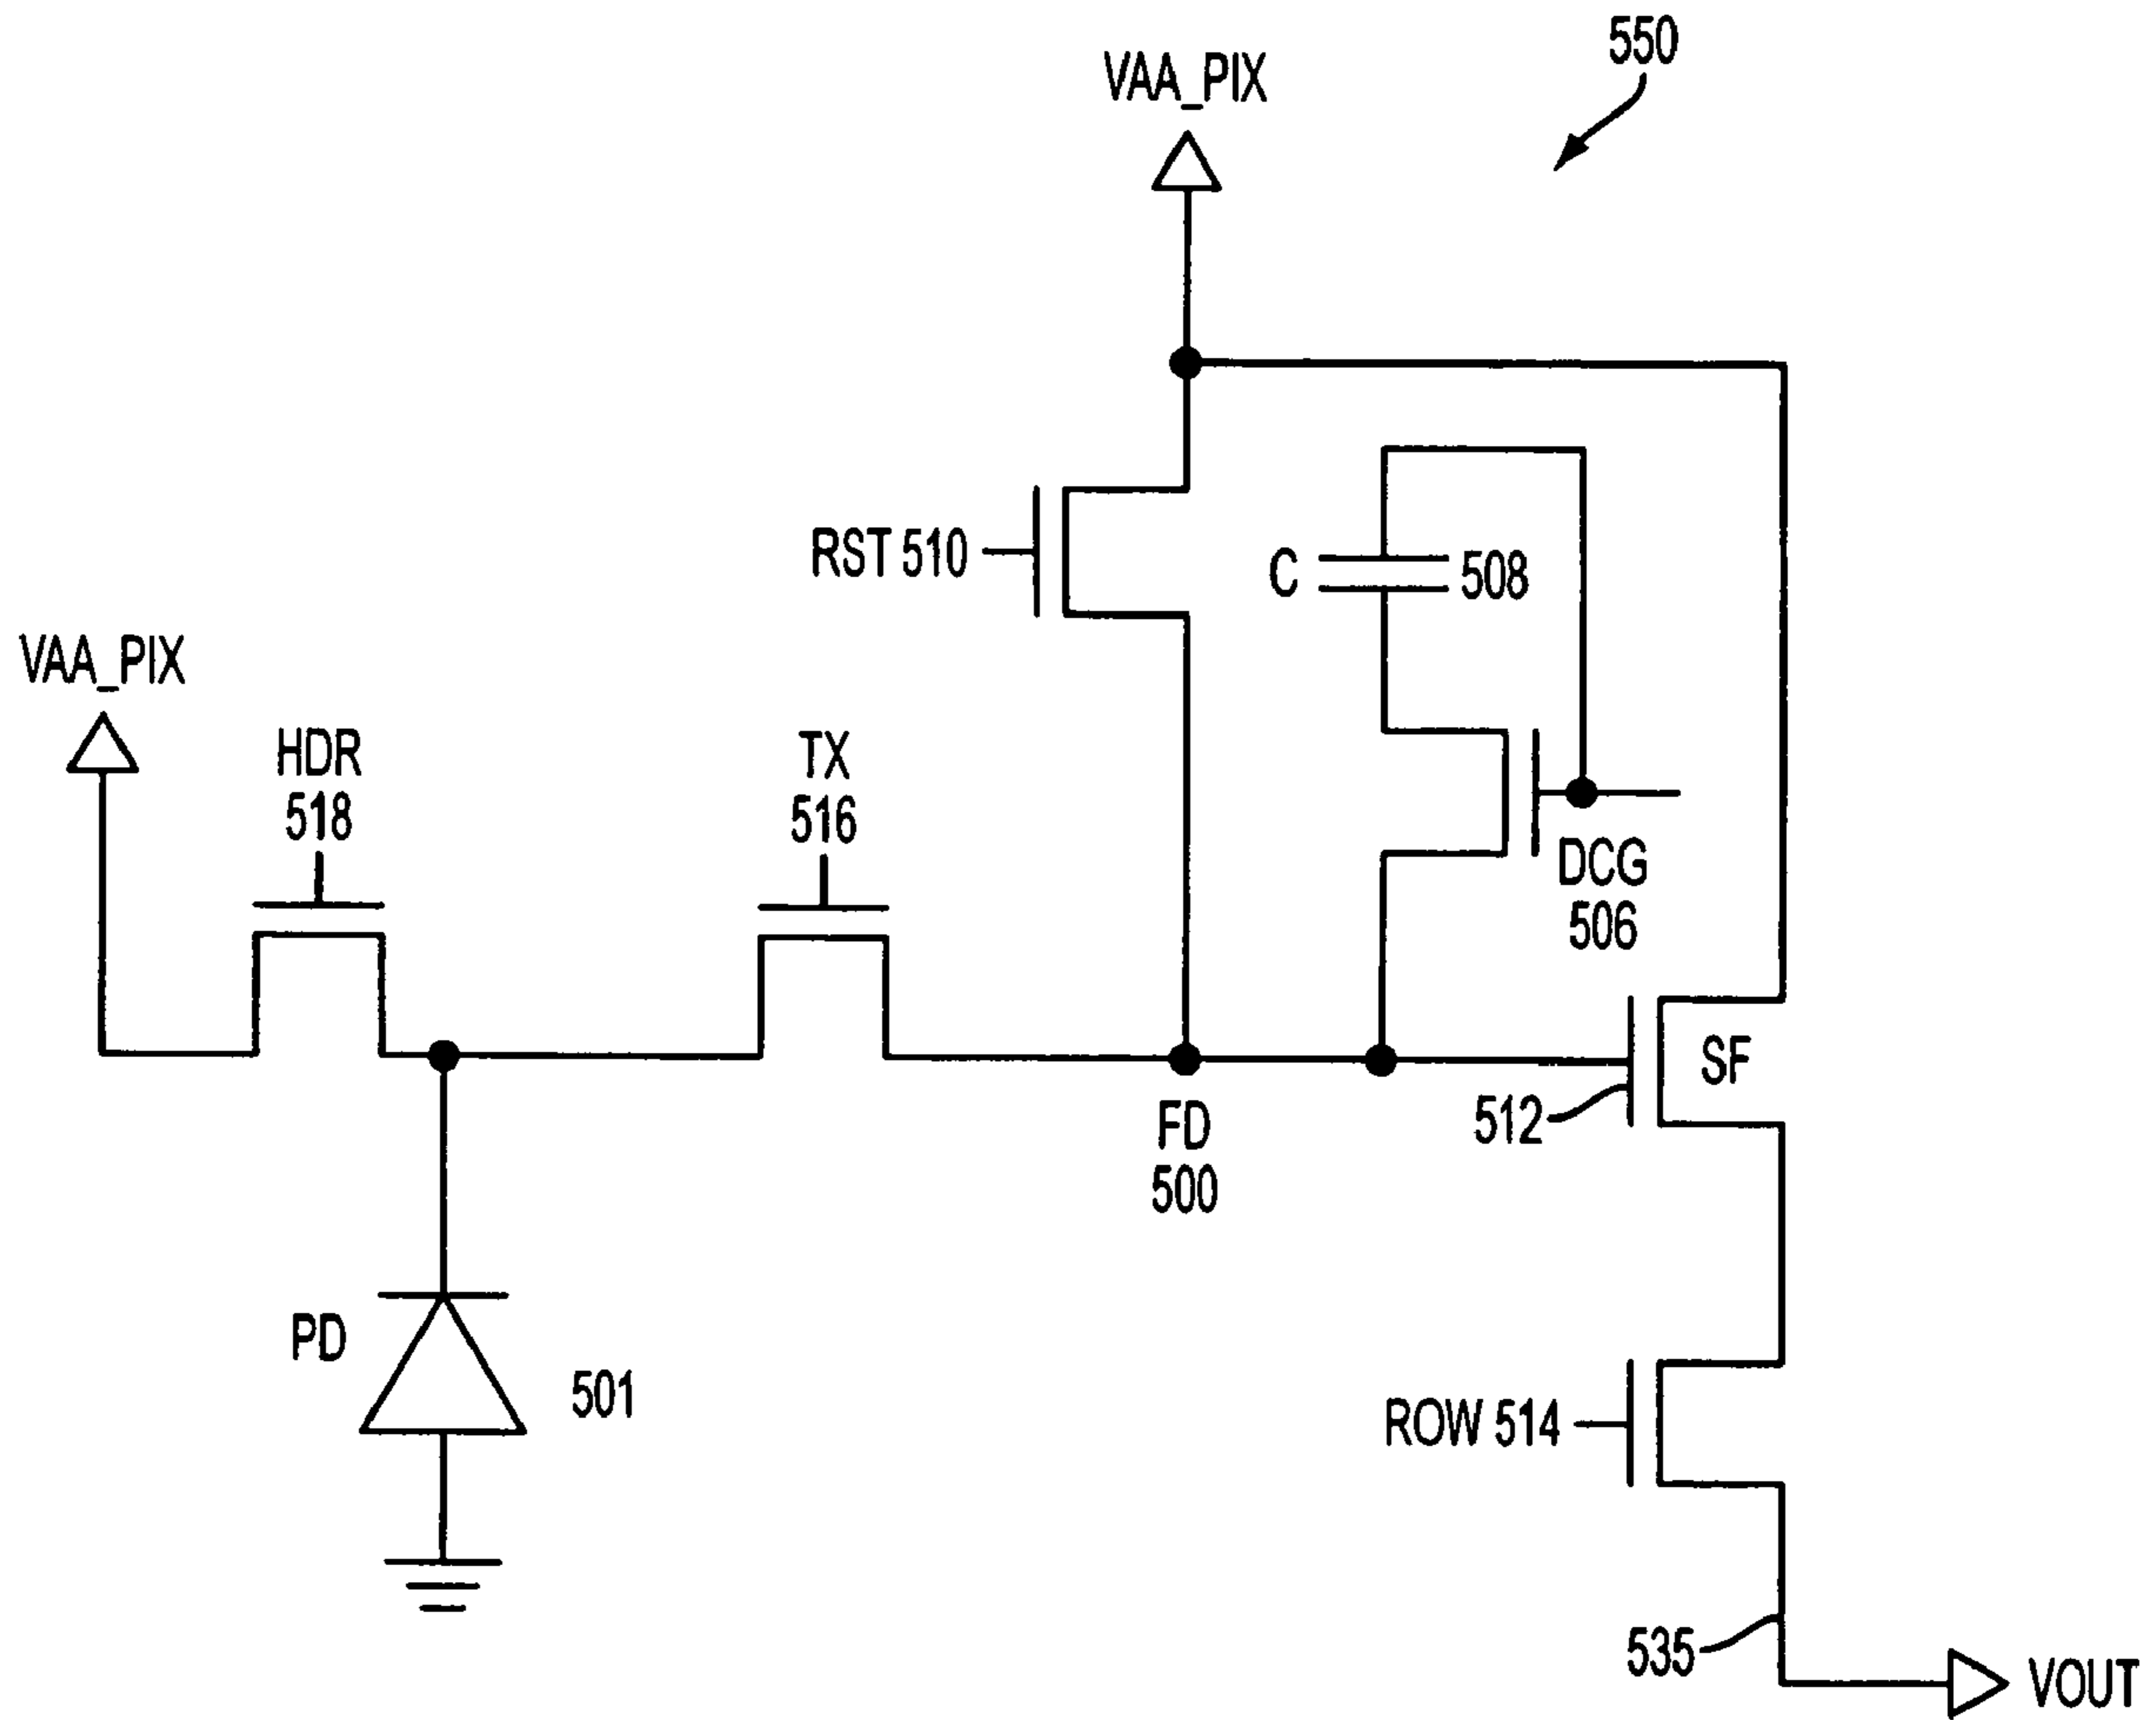 550
VAA_PIX
RST 510
C
508
VAA_PIX
HDR
518
TX
516
DCG
506
SF
512
FD
500
PD
501
ROW 514
535
VOUT